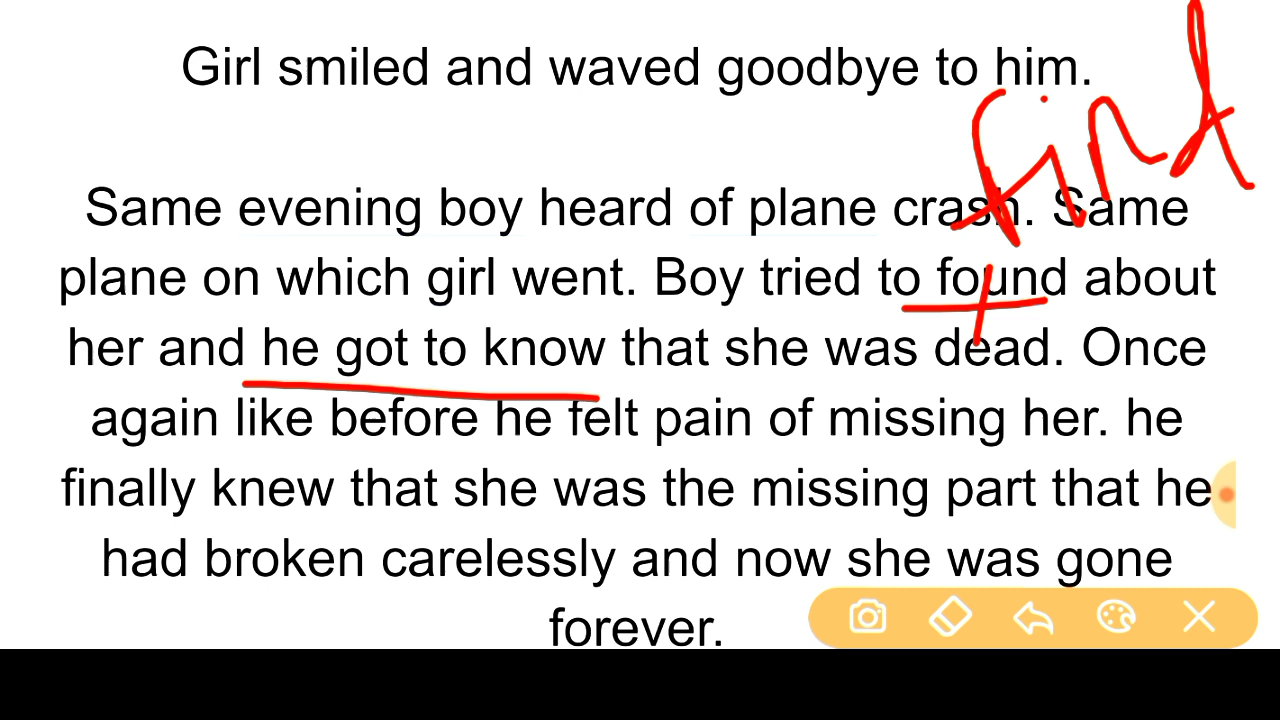 Girl smiled and waved goodbye to him.
find
Same evening boy heard of plane crash. Same
plane on which girl went. Boy tried to found about
her and he got to know that she was dead. Once
again like before he felt pain of missing her. he
finally knew that she was the missing part that he
had broken carelessly and now she was gone
forever.